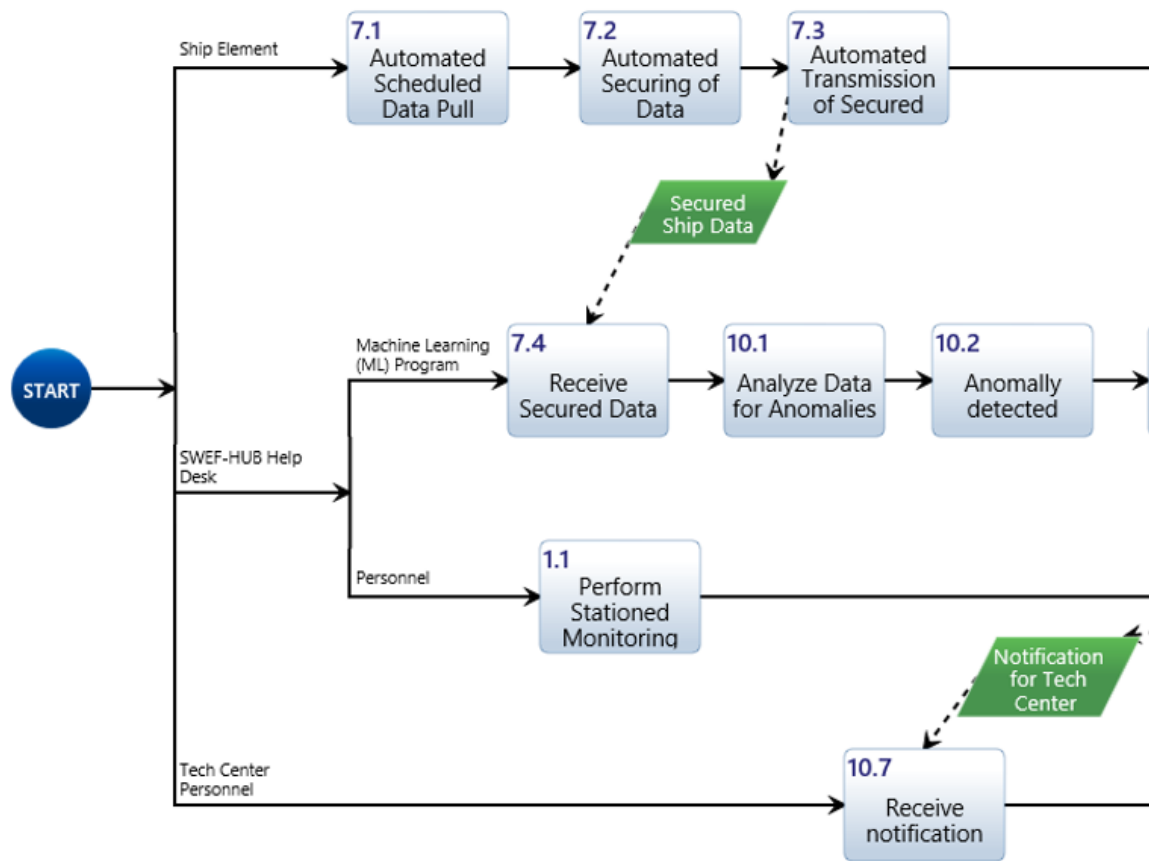 Ship Element
7.1
Automated
Scheduled
Data Pull
7.2
Automated
Securing of
Data
7.3
Automated
Transmission
of Secured
Secured
Ship Data
START
Machine Learning
(ML) Program
7.4
Receive
Secured Data
10.1
Analyze Data
for Anomalies
10.2
Anomally
detected
SWEF-HUB Help
Desk
Personnel
1.1
Perform
Stationed
Monitoring
Notification
for Tech
Center
Tech Center
Personnel
10.7
Receive
notification